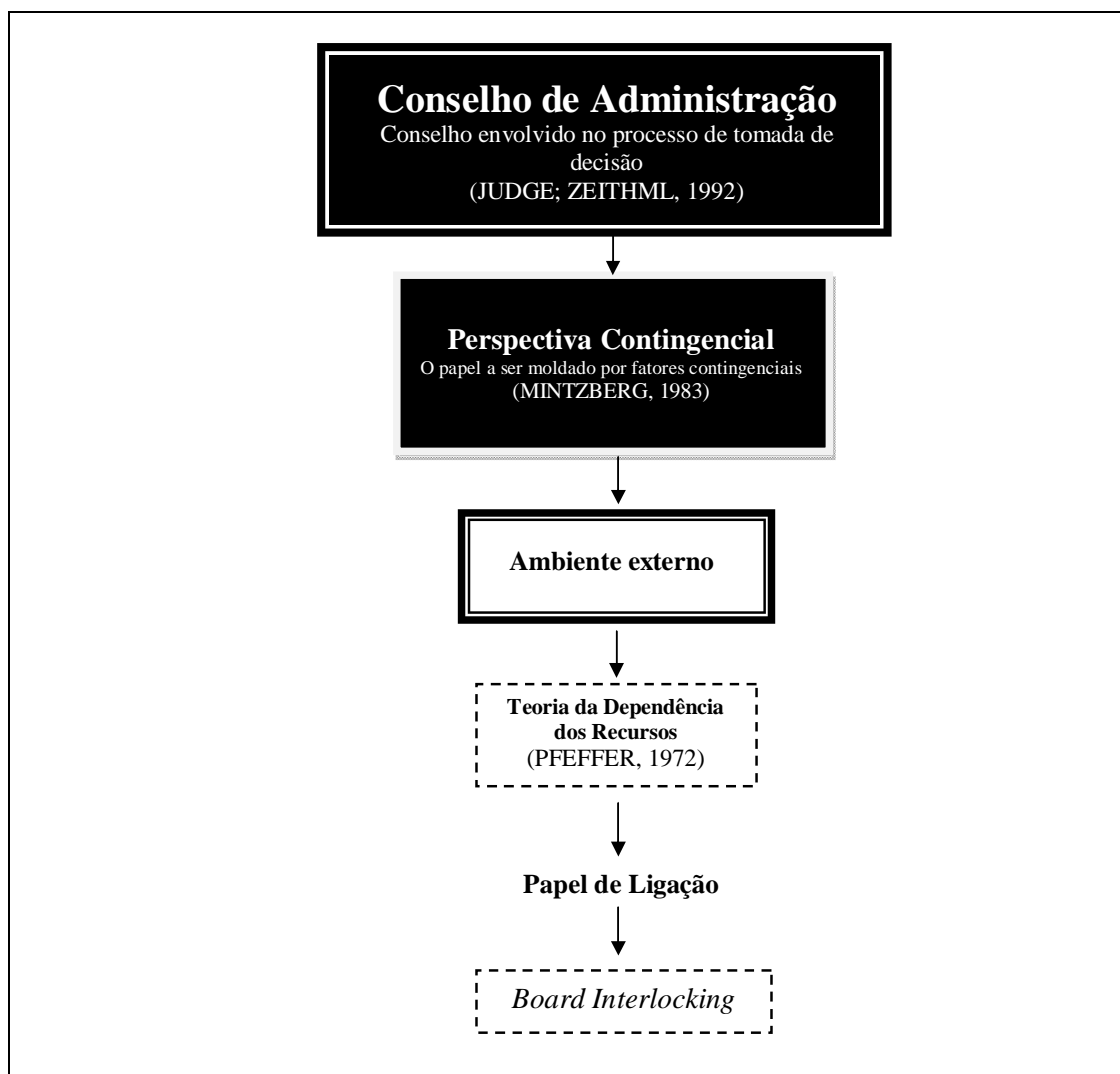 Conselho de Administração
Conselho envolvido no processo de tomada de
decisão
(JUDGE; ZEITHML, 1992)
Perspectiva Contingencial
O papel a ser moldado por fatores contingenciais
(MINTZBERG, 1983)
Ambiente externo
Teoria da Dependência
dos Recursos
(PFEFFER, 1972)
Papel de Ligação
Board Interlocking